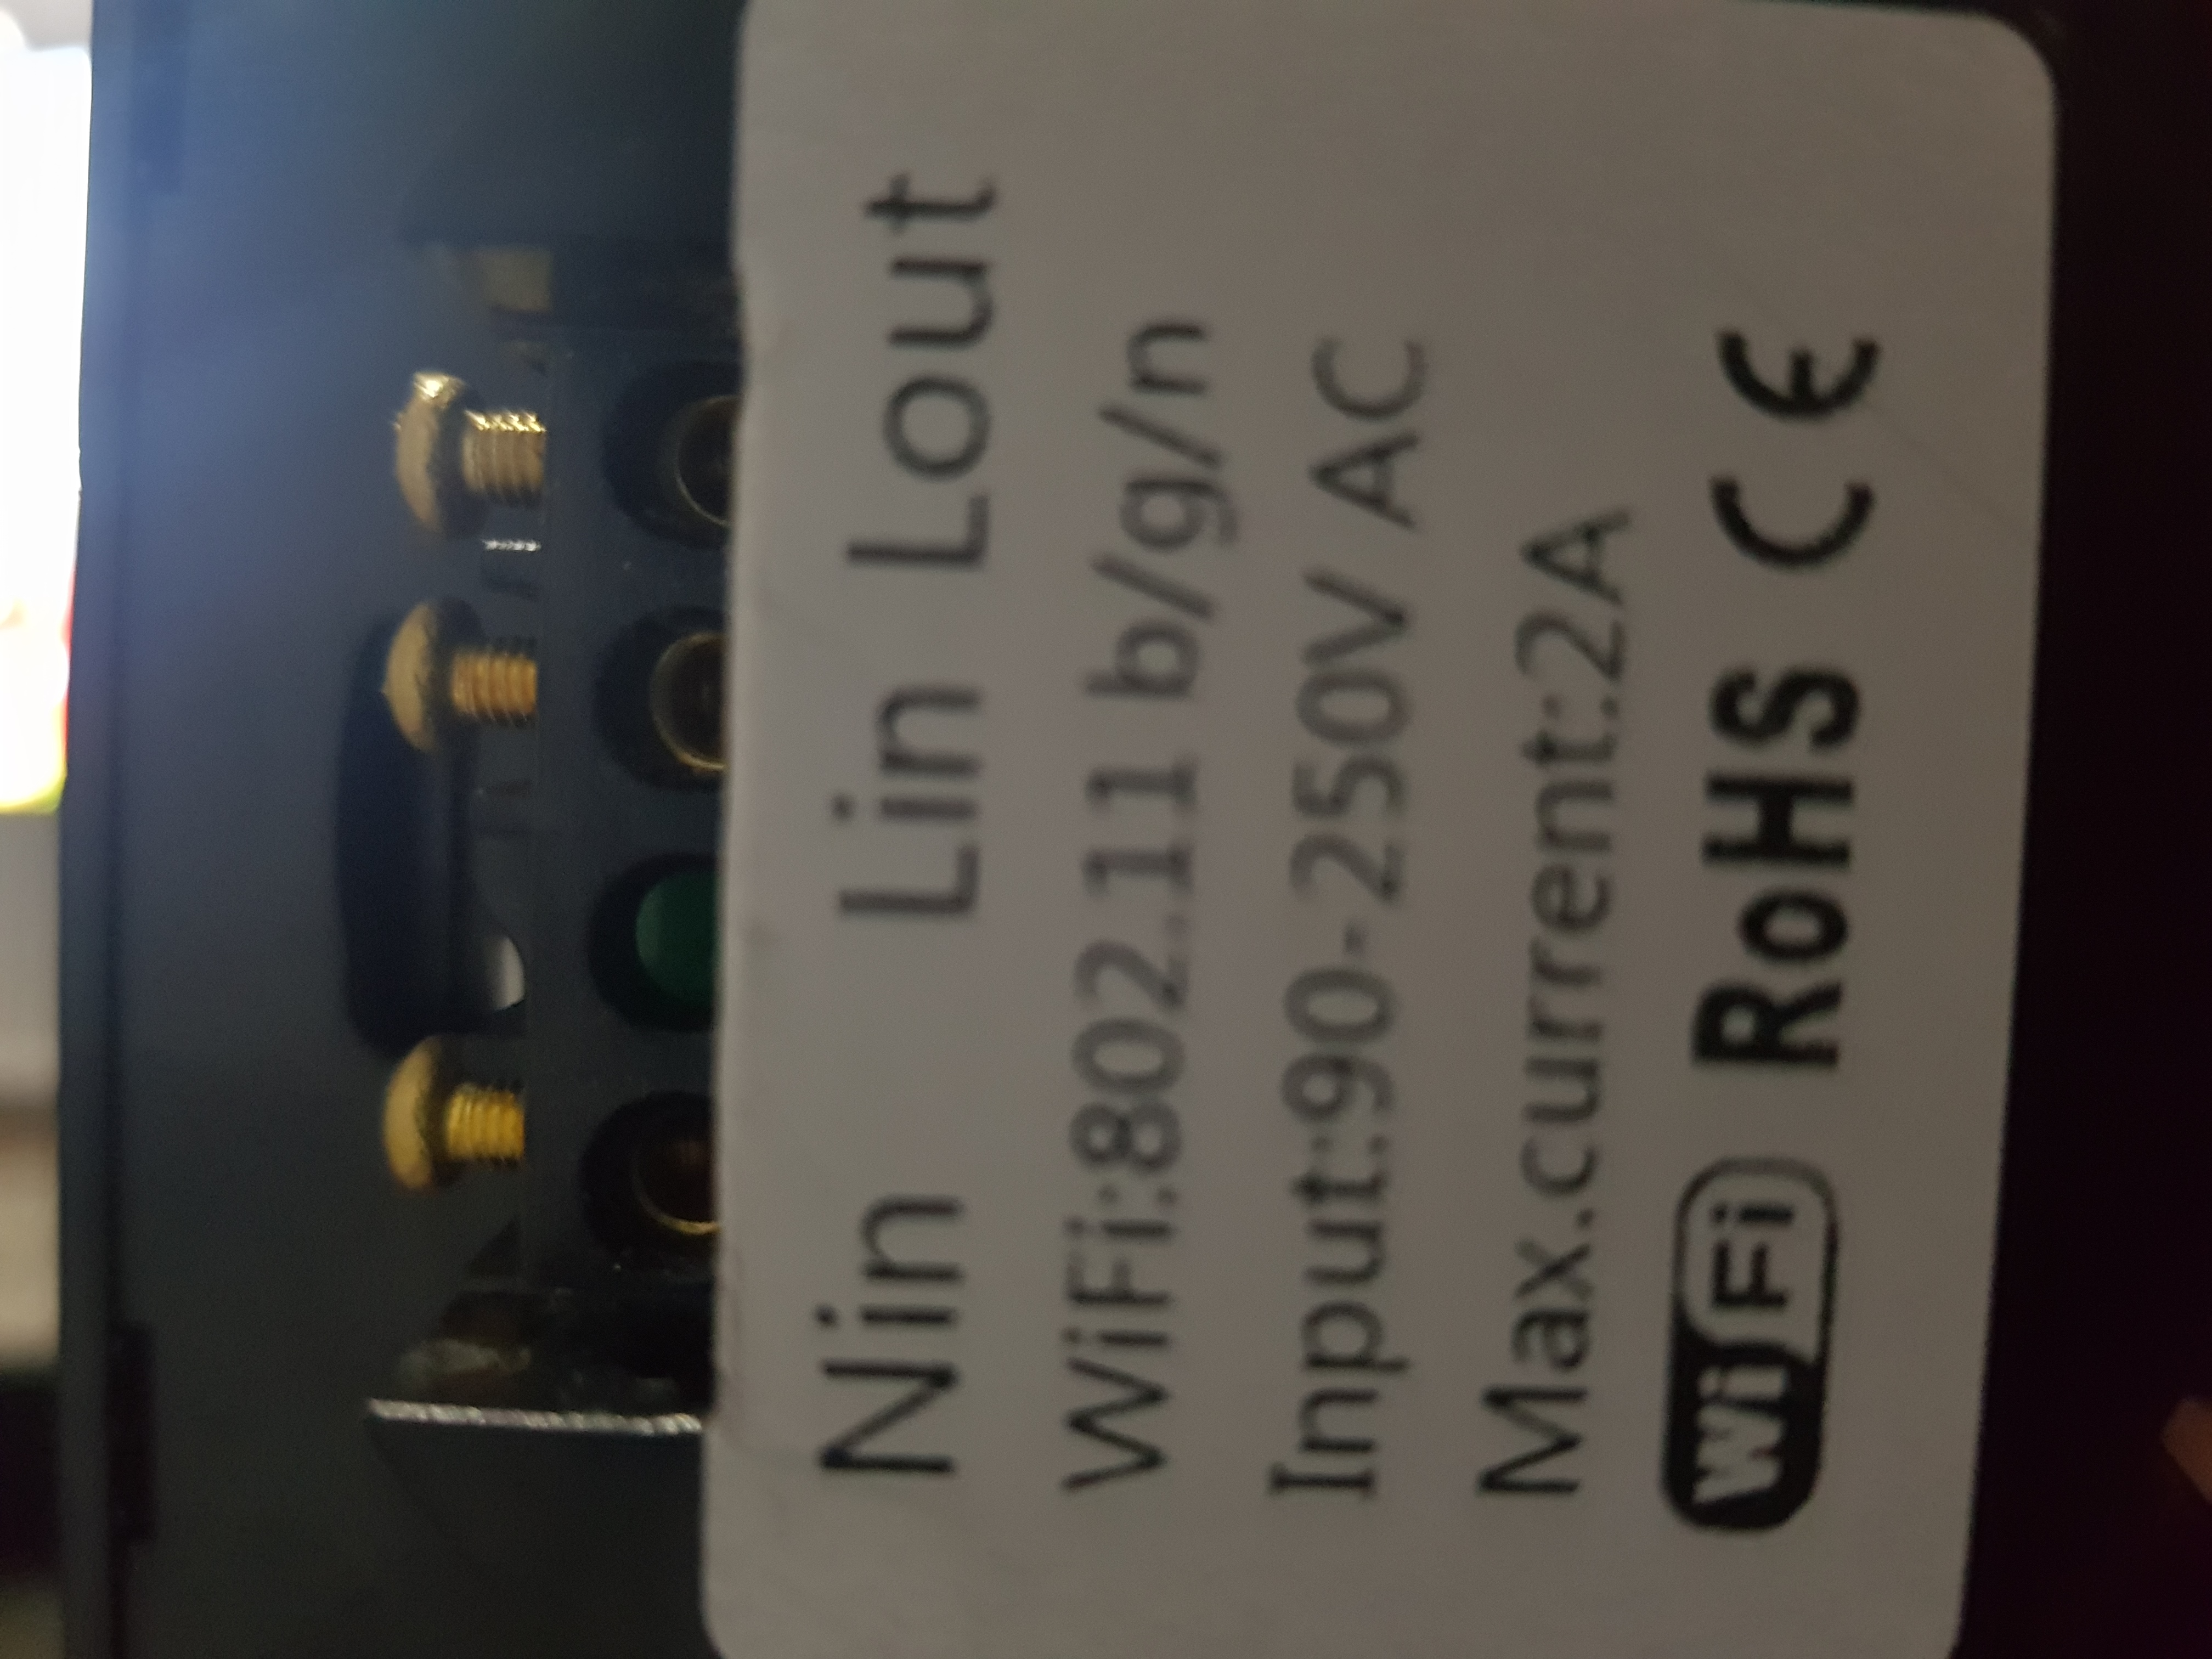 Nin Lin Lout
WiFi:802.11 b/g/n
Input:90-250V AC
Max.current:2A
WiFi RoHS CE